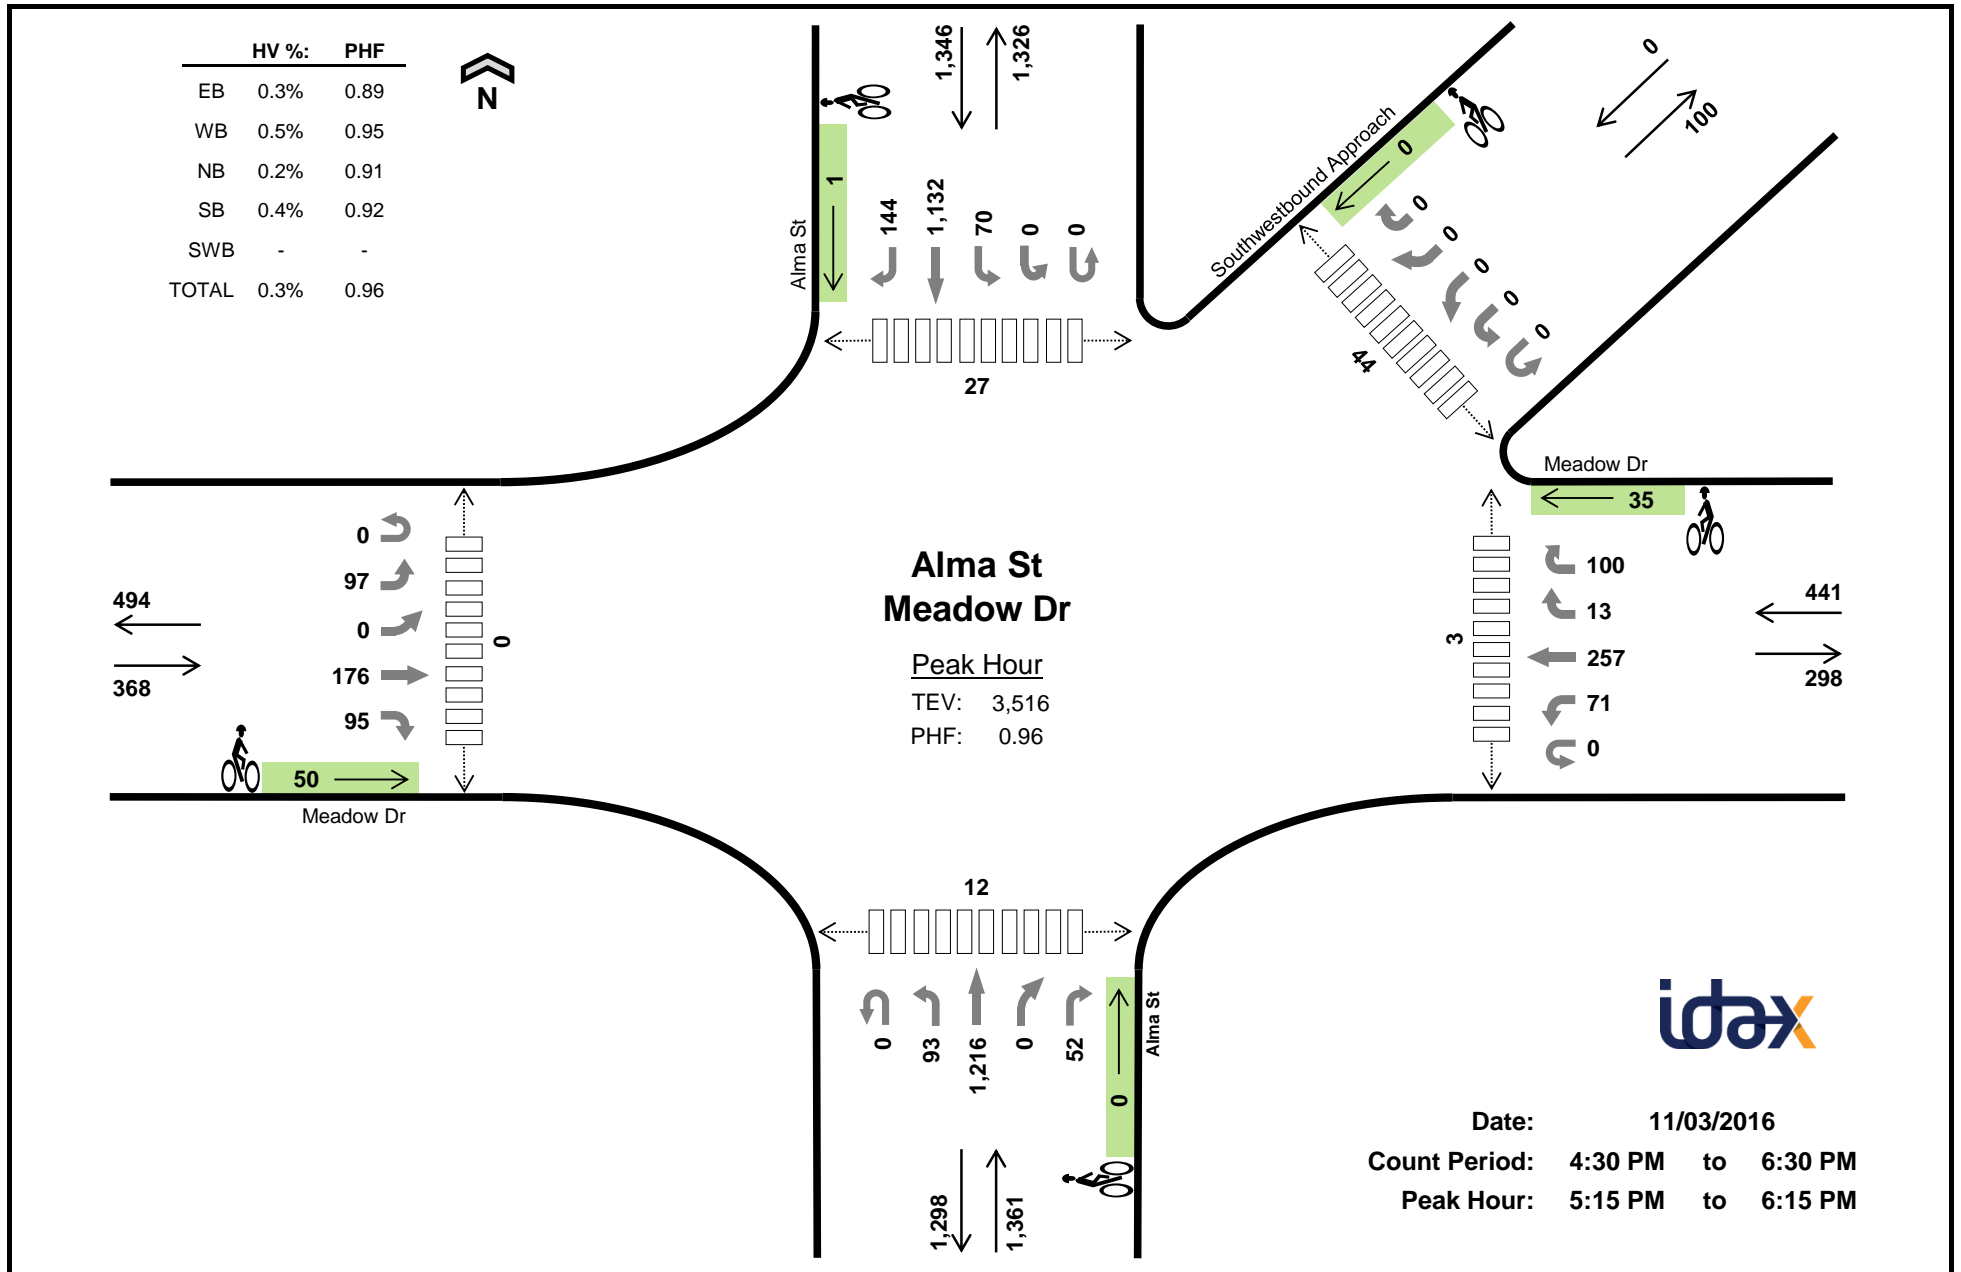 HV %: PHF
EB 0.3% 0.89
WB 0.5% 0.95
NB 0.2% 0.91
SB 0.4% 0.92
SWB - -
TOTAL 0.3% 0.96
N
1,346
1,326
0
100
Alma St
1
144
1,132
70
0
0
27
Southwestbound Approach
0
0
0
0
0
0
44
Meadow Dr
35
0
97
0
176
95
0
494
368
50
Meadow Dr
Alma St
Meadow Dr
Peak Hour
TEV: 3,516
PHF: 0.96
3
100
13
257
71
0
441
298
12
0
93
1,216
0
52
0
Alma St
1,298
1,361
idax
Date: 11/03/2016
Count Period: 4:30 PM to 6:30 PM
Peak Hour: 5:15 PM to 6:15 PM